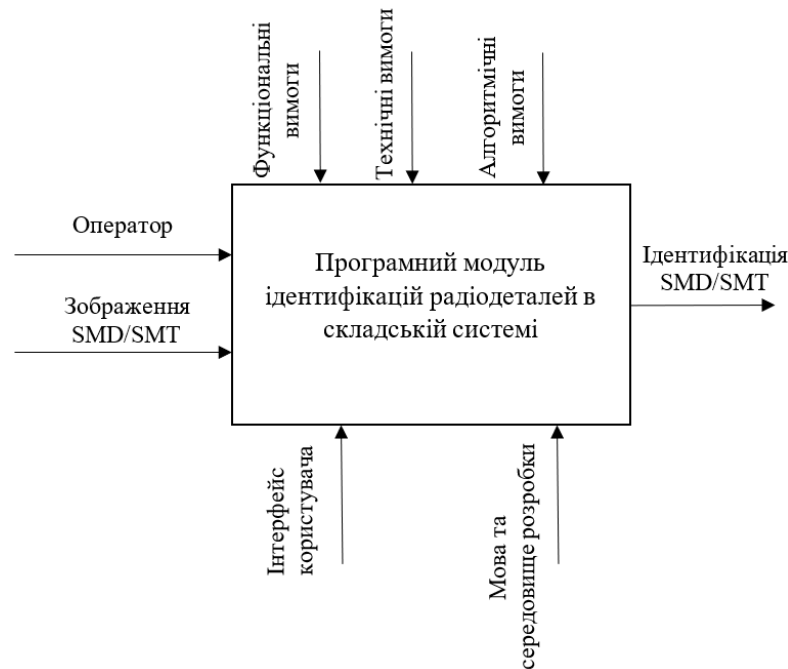 Функціональні
вимоги
Технічні вимоги
Алгоритмічні
вимоги
Оператор
Зображення
SMD/SMT
Програмний модуль
ідентифікацій радіодеталей в
складській системі
Ідентифікація
SMD/SMT
Інтерфейс
користувача
Мова та
середовище розробки